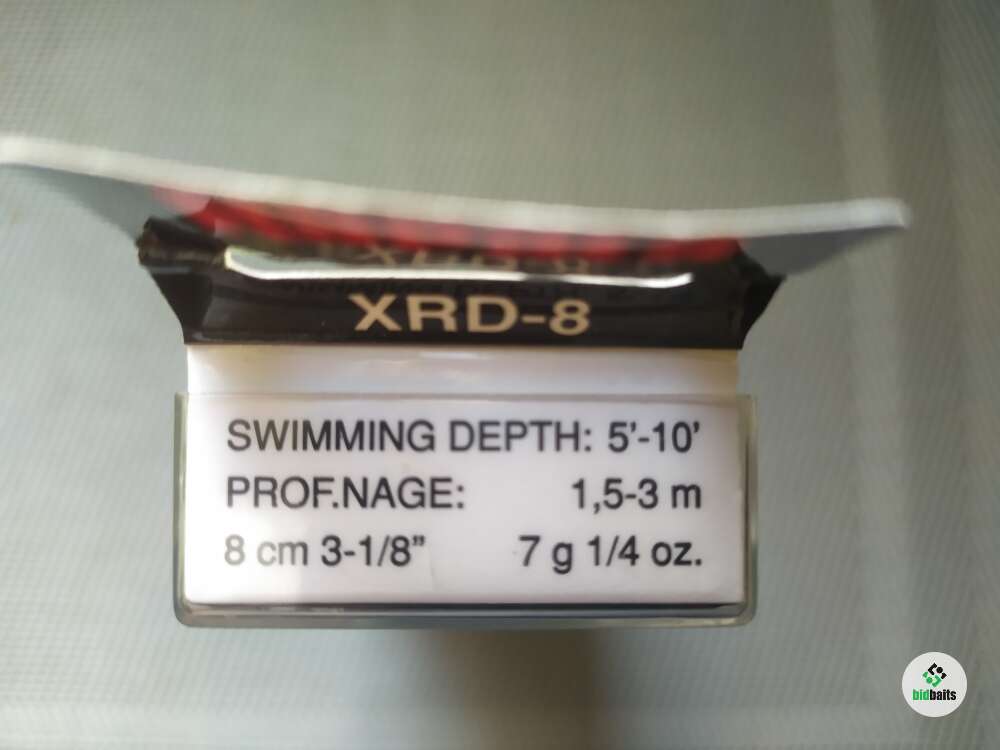 XRD-8
SWIMMING DEPTH: 5'-10'
PROF.NAGE: 1,5-3 m
8 cm 3-1/8” 7 g 1/4 oz.
bidbaits